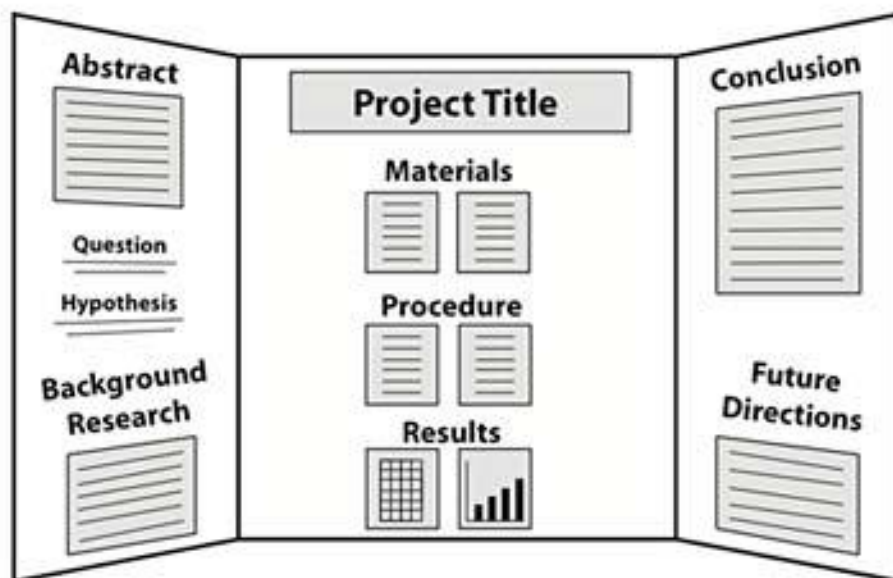 Abstract
Question
Hypothesis
Background
Research
Project Title
Materials
Procedure
Results
Conclusion
Future
Directions